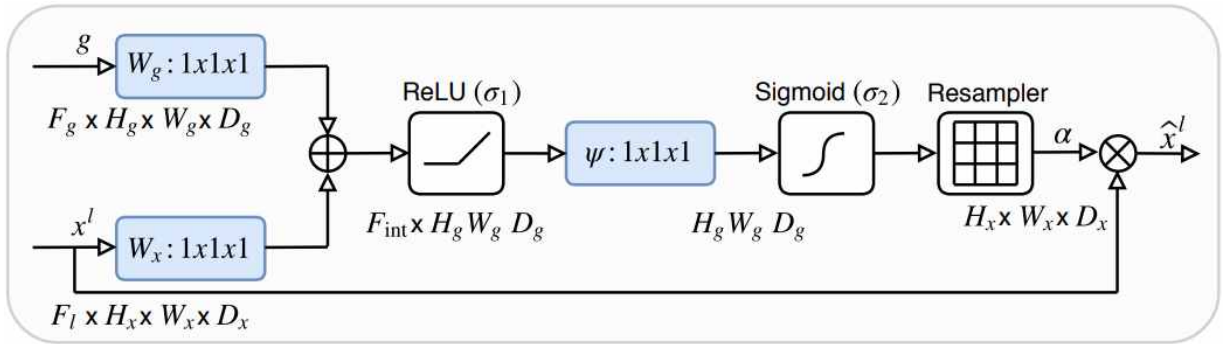 g
W_g : 1x1x1
F_g x H_g x W_g x D_g
x^l
W_x : 1x1x1
F_l x H_x x W_x x D_x
ReLU (σ_1)
F_int x H_g W_g D_g
ψ : 1x1x1
Sigmoid (σ_2)
H_g W_g D_g
Resampler
H_x x W_x x D_x
α
x̂^l